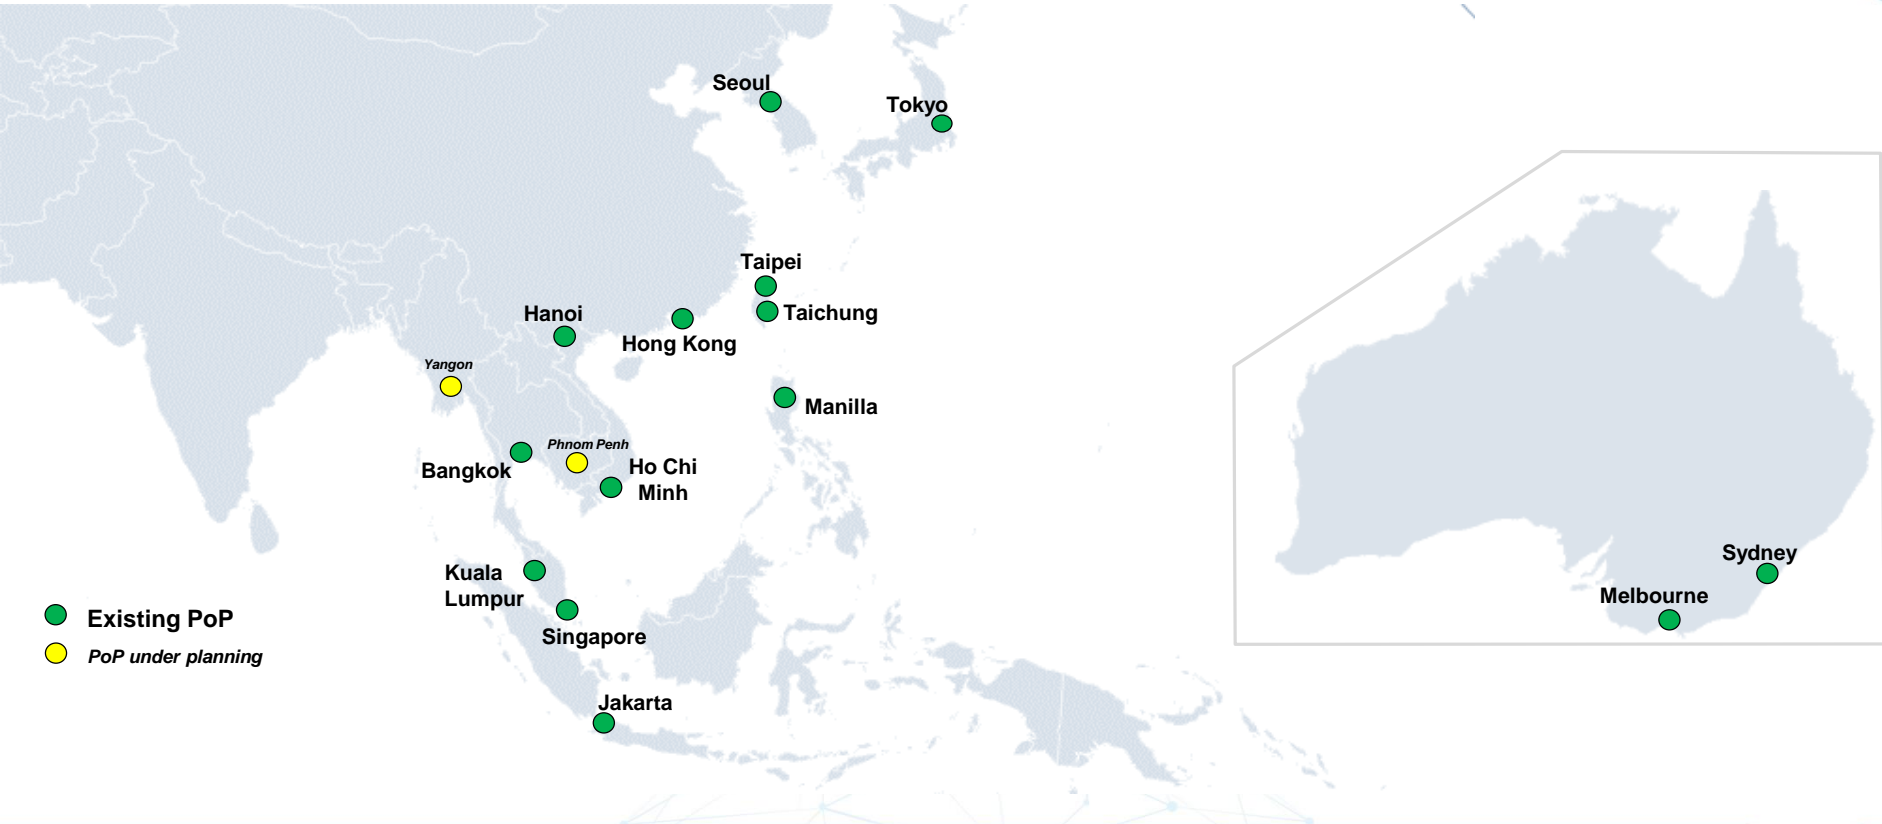 Seoul
Tokyo
Taipei
Taichung
Hanoi
Hong Kong
Yangon
Manilla
Phnom Penh
Bangkok
Ho Chi
Minh
Kuala
Lumpur
Singapore
Jakarta
Sydney
Melbourne
Existing PoP
PoP under planning